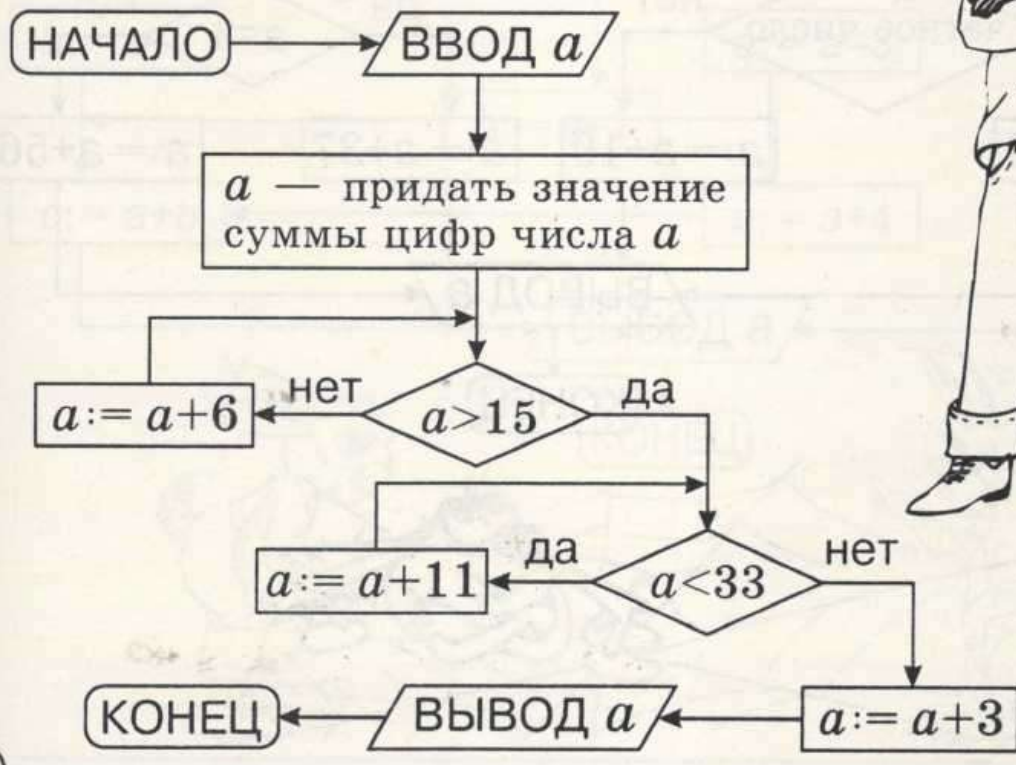 НАЧАЛО
ВВОД a
a — придать значение
суммы цифр числа a
нет
a>15
да
a:= a+6
да
a<33
нет
a:= a+11
КОНЕЦ
ВЫВОД a
a:= a+3